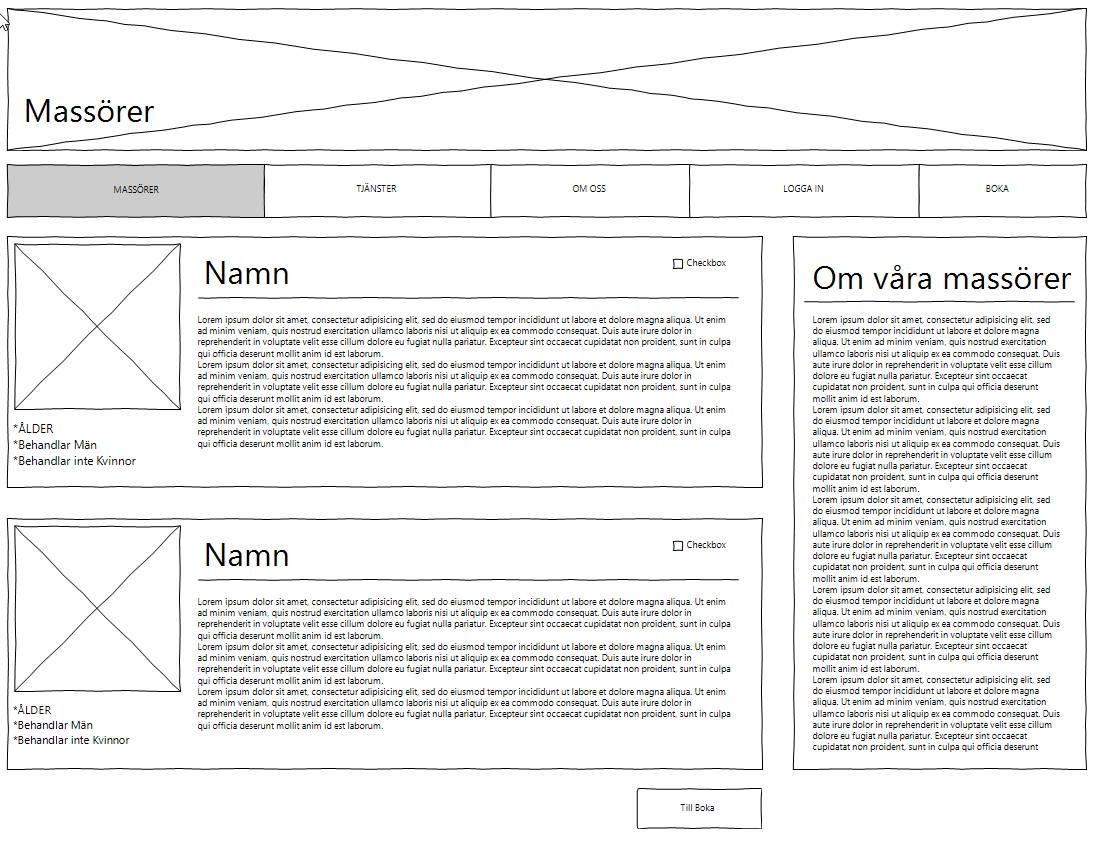 Massörer
MASSÖRER
TJÄNSTER
OM OSS
LOGGA IN
BOKA
Namn
Checkbox
Lorem ipsum dolor sit amet, consectetur adipisicing elit, sed do eiusmod tempor incididunt ut labore et dolore magna aliqua. Ut enim
ad minim veniam, quis nostrud exercitation ullamco laboris nisi ut aliquip ex ea commodo consequat. Duis aute irure dolor in
reprehenderit in voluptate velit esse cillum dolore eu fugiat nulla pariatur. Excepteur sint occaecat cupidatat non proident, sunt in culpa
qui officia deserunt mollit anim id est laborum.
Lorem ipsum dolor sit amet, consectetur adipisicing elit, sed do eiusmod tempor incididunt ut labore et dolore magna aliqua. Ut enim
ad minim veniam, quis nostrud exercitation ullamco laboris nisi ut aliquip ex ea commodo consequat. Duis aute irure dolor in
reprehenderit in voluptate velit esse cillum dolore eu fugiat nulla pariatur. Excepteur sint occaecat cupidatat non proident, sunt in culpa
qui officia deserunt mollit anim id est laborum.
Lorem ipsum dolor sit amet, consectetur adipisicing elit, sed do eiusmod tempor incididunt ut labore et dolore magna aliqua. Ut enim
ad minim veniam, quis nostrud exercitation ullamco laboris nisi ut aliquip ex ea commodo consequat. Duis aute irure dolor in
reprehenderit in voluptate velit esse cillum dolore eu fugiat nulla pariatur. Excepteur sint occaecat cupidatat non proident, sunt in culpa
qui officia deserunt mollit anim id est laborum.
*ÅLDER
*Behandlar Män
*Behandlar inte Kvinnor
Namn
Checkbox
Lorem ipsum dolor sit amet, consectetur adipisicing elit, sed do eiusmod tempor incididunt ut labore et dolore magna aliqua. Ut enim
ad minim veniam, quis nostrud exercitation ullamco laboris nisi ut aliquip ex ea commodo consequat. Duis aute irure dolor in
reprehenderit in voluptate velit esse cillum dolore eu fugiat nulla pariatur. Excepteur sint occaecat cupidatat non proident, sunt in culpa
qui officia deserunt mollit anim id est laborum.
Lorem ipsum dolor sit amet, consectetur adipisicing elit, sed do eiusmod tempor incididunt ut labore et dolore magna aliqua. Ut enim
ad minim veniam, quis nostrud exercitation ullamco laboris nisi ut aliquip ex ea commodo consequat. Duis aute irure dolor in
reprehenderit in voluptate velit esse cillum dolore eu fugiat nulla pariatur. Excepteur sint occaecat cupidatat non proident, sunt in culpa
qui officia deserunt mollit anim id est laborum.
Lorem ipsum dolor sit amet, consectetur adipisicing elit, sed do eiusmod tempor incididunt ut labore et dolore magna aliqua. Ut enim
ad minim veniam, quis nostrud exercitation ullamco laboris nisi ut aliquip ex ea commodo consequat. Duis aute irure dolor in
reprehenderit in voluptate velit esse cillum dolore eu fugiat nulla pariatur. Excepteur sint occaecat cupidatat non proident, sunt in culpa
qui officia deserunt mollit anim id est laborum.
*ÅLDER
*Behandlar Män
*Behandlar inte Kvinnor
Om våra massörer
Lorem ipsum dolor sit amet, consectetur adipisicing elit, sed
do eiusmod tempor incididunt ut labore et dolore magna
aliqua. Ut enim ad minim veniam, quis nostrud exercitation
ullamco laboris nisi ut aliquip ex ea commodo consequat. Duis
aute irure dolor in reprehenderit in voluptate velit esse cillum
dolore eu fugiat nulla pariatur. Excepteur sint occaecat
cupidatat non proident, sunt in culpa qui officia deserunt
mollit anim id est laborum.
Lorem ipsum dolor sit amet, consectetur adipisicing elit, sed
do eiusmod tempor incididunt ut labore et dolore magna
aliqua. Ut enim ad minim veniam, quis nostrud exercitation
ullamco laboris nisi ut aliquip ex ea commodo consequat. Duis
aute irure dolor in reprehenderit in voluptate velit esse cillum
dolore eu fugiat nulla pariatur. Excepteur sint occaecat
cupidatat non proident, sunt in culpa qui officia deserunt
mollit anim id est laborum.
Lorem ipsum dolor sit amet, consectetur adipisicing elit, sed
do eiusmod tempor incididunt ut labore et dolore magna
aliqua. Ut enim ad minim veniam, quis nostrud exercitation
ullamco laboris nisi ut aliquip ex ea commodo consequat. Duis
aute irure dolor in reprehenderit in voluptate velit esse cillum
dolore eu fugiat nulla pariatur. Excepteur sint occaecat
cupidatat non proident, sunt in culpa qui officia deserunt
mollit anim id est laborum.
Lorem ipsum dolor sit amet, consectetur adipisicing elit, sed
do eiusmod tempor incididunt ut labore et dolore magna
aliqua. Ut enim ad minim veniam, quis nostrud exercitation
ullamco laboris nisi ut aliquip ex ea commodo consequat. Duis
aute irure dolor in reprehenderit in voluptate velit esse cillum
dolore eu fugiat nulla pariatur. Excepteur sint occaecat
cupidatat non proident, sunt in culpa qui officia deserunt
mollit anim id est laborum.
Lorem ipsum dolor sit amet, consectetur adipisicing elit, sed
do eiusmod tempor incididunt ut labore et dolore magna
aliqua. Ut enim ad minim veniam, quis nostrud exercitation
ullamco laboris nisi ut aliquip ex ea commodo consequat. Duis
aute irure dolor in reprehenderit in voluptate velit esse cillum
dolore eu fugiat nulla pariatur. Excepteur sint occaecat
cupidatat non proident, sunt in culpa qui officia deserunt
Till Boka